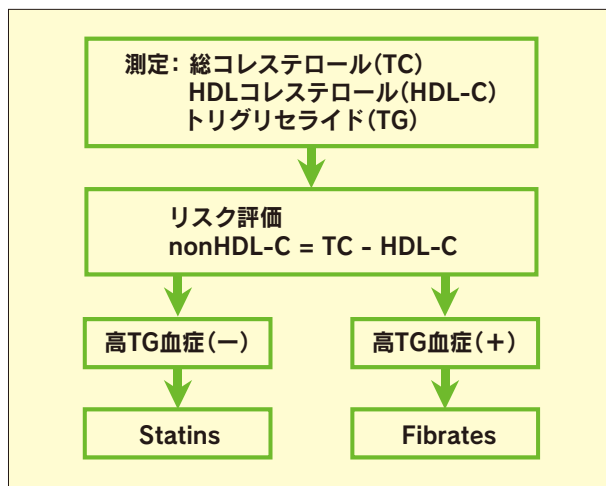 測定：総コレステロール（TC）
HDLコレステロール（HDL-C）
トリグリセライド（TG）
リスク評価
nonHDL-C = TC - HDL-C
高TG血症（－）
高TG血症（＋）
Statins
Fibrates